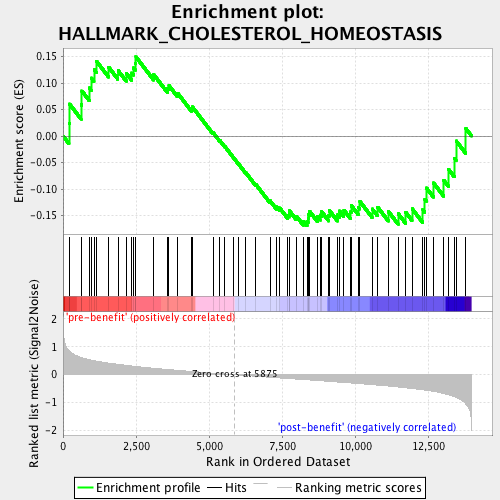 Enrichment plot:
HALLMARK_CHOLESTEROL_HOMEOSTASIS
Enrichment score (ES)
0.15
0.10
0.05
0.00
-0.05
-0.10
-0.15
Ranked list metric (Signal2Noise)
2
1
0
-1
-2
'pre-benefit' (positively correlated)
Zero cross at 5875
'post-benefit' (negatively correlated)
0
2,500
5,000
7,500
10,000
12,500
Rank in Ordered Dataset
Enrichment profile
Hits
Ranking metric scores